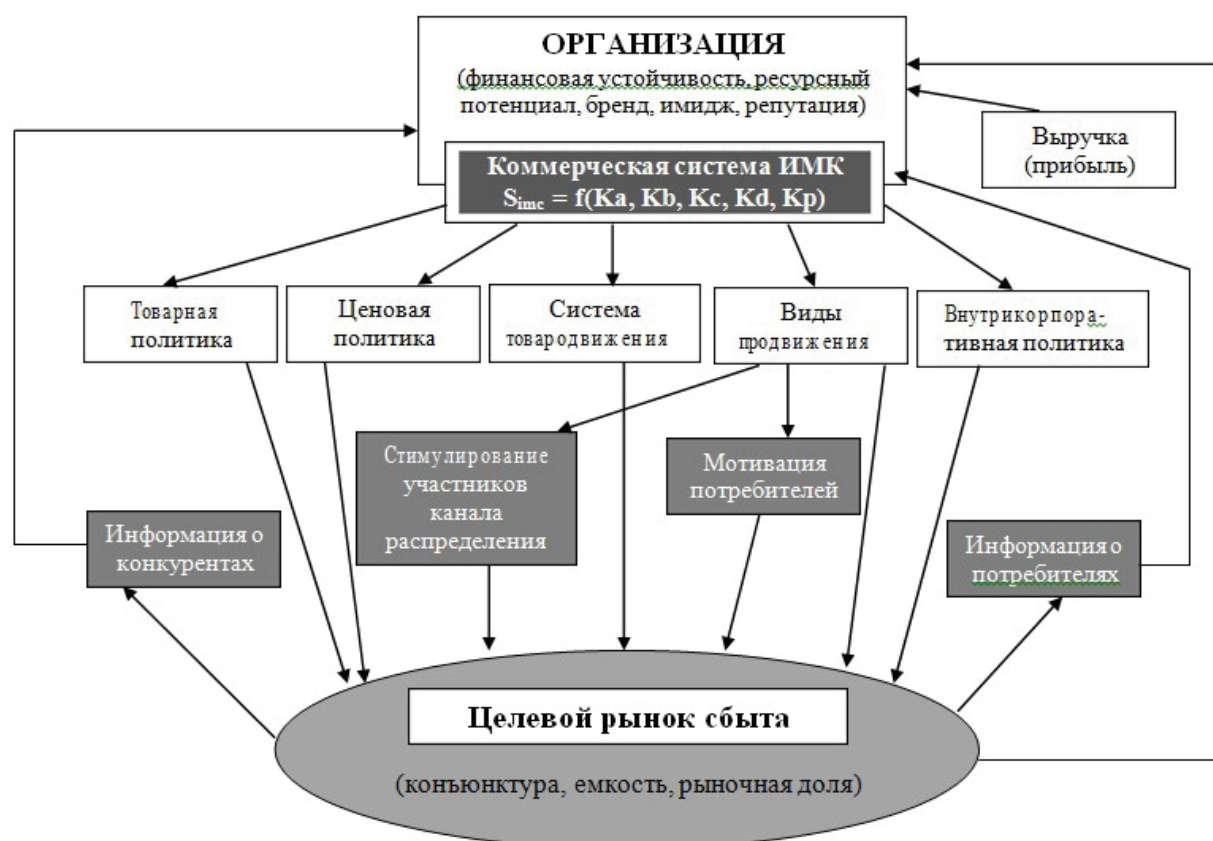 ОРГАНИЗАЦИЯ
(финансовая устойчивость, ресурсный
потенциал, бренд, имидж, репутация)
Выручка
(прибыль)
Коммерческая система ИМК
Simc = f(Ka, Kb, Kc, Kd, Kp)
Товарная
политика
Ценовая
политика
Система
товародвижения
Виды
продвижения
Внутрикорпора-
тивная политика
Стимулирование
участников
канала
распределения
Мотивация
потребителей
Информация о
конкурентах
Информация о
потребителях
Целевой рынок сбыта
(конъюнктура, емкость, рыночная доля)